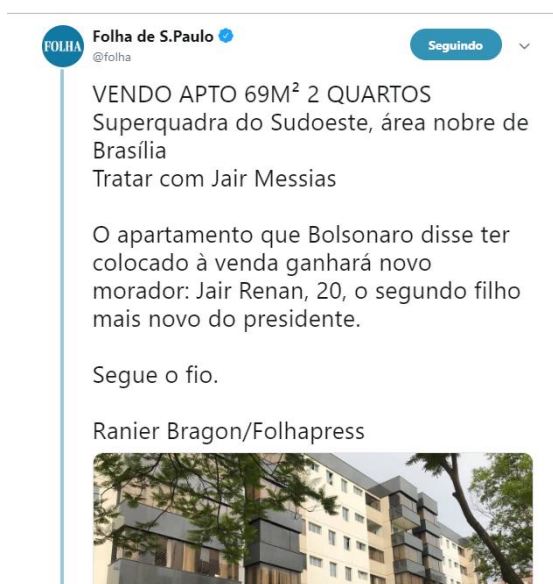 FOLHA
Folha de S.Paulo
@folha
Seguindo
VENDO APTO 69M² 2 QUARTOS
Superquadra do Sudoeste, área nobre de
Brasília
Tratar com Jair Messias
O apartamento que Bolsonaro disse ter
colocado à venda ganhará novo
morador: Jair Renan, 20, o segundo filho
mais novo do presidente.
Segue o fio.
Ranier Bragon/Folhapress